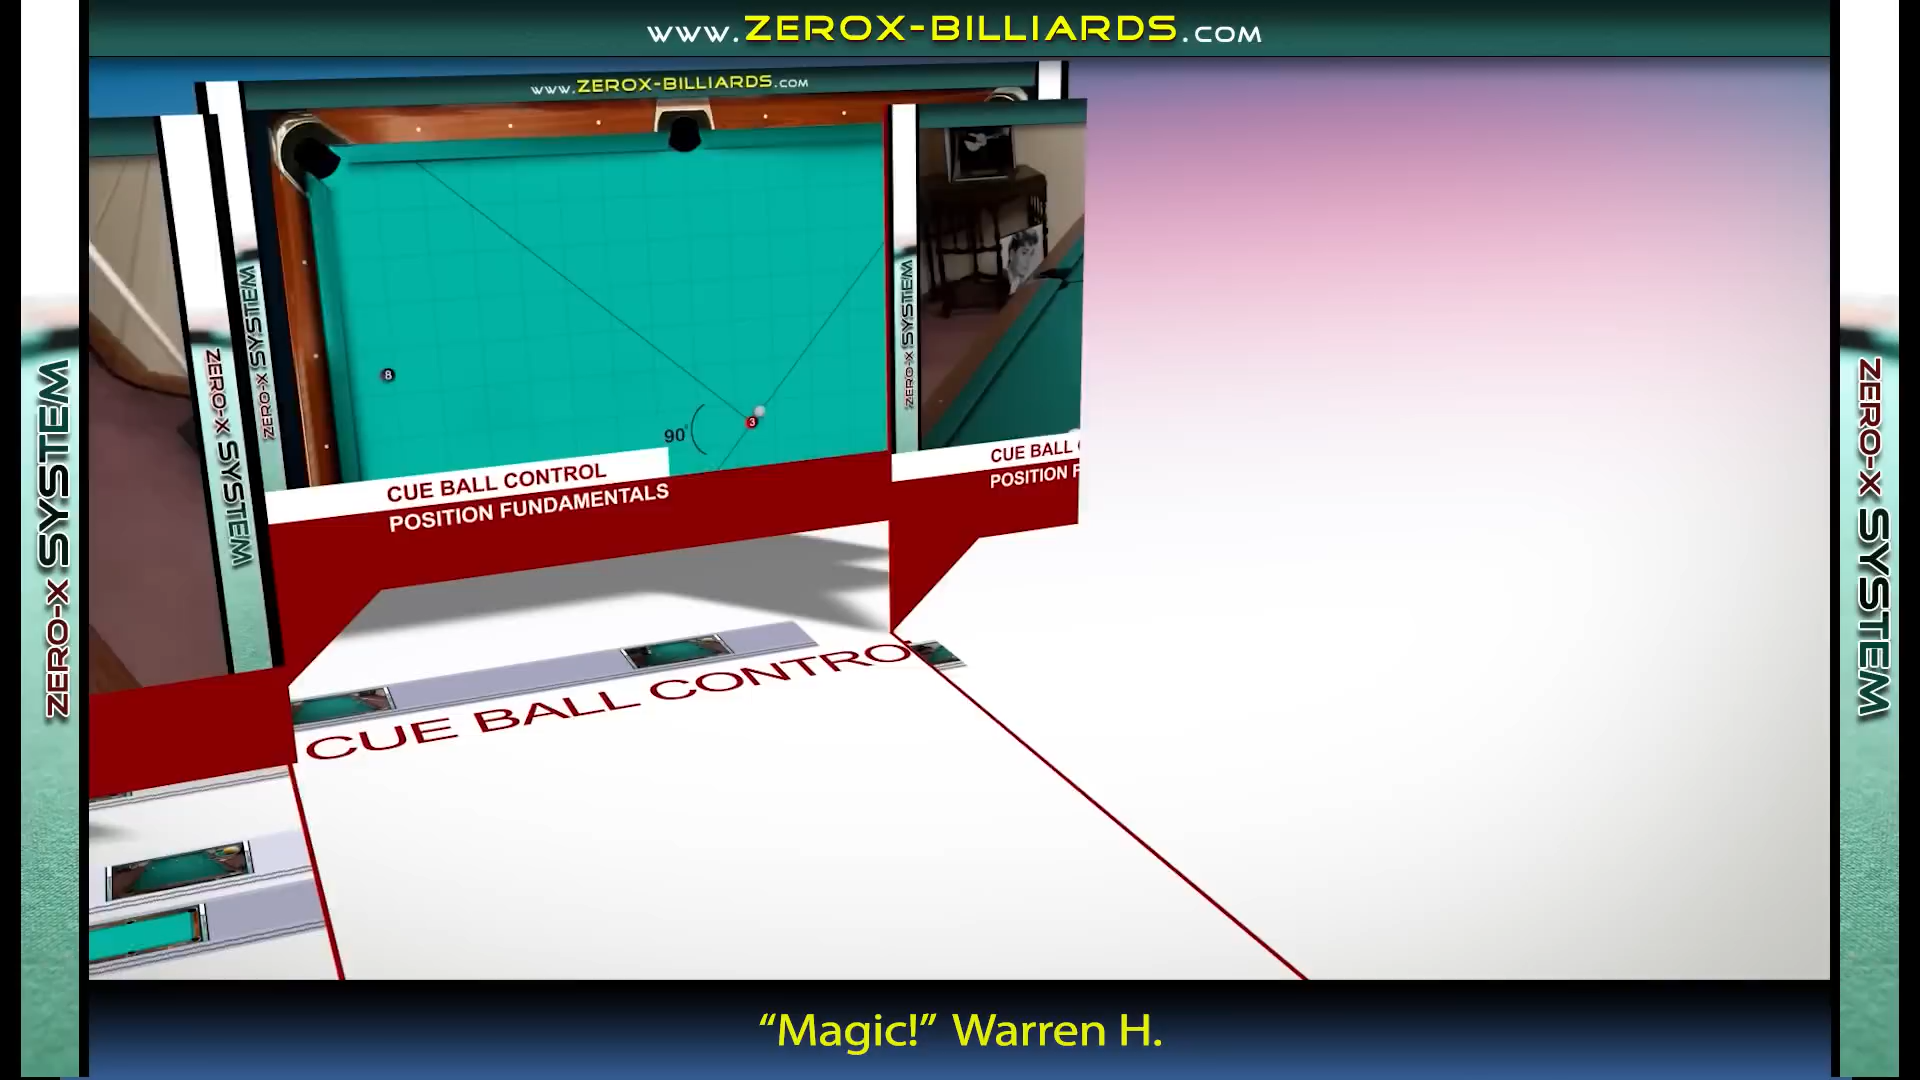 www.ZEROX-BILLIARDS.com
www.ZEROX-BILLIARDS.com
ZERO-X SYSTEM
ZERO-X SYSTEM
ZERO-X SYSTEM
ZERO-X SYSTEM
ZERO-X SYSTEM
8
3
90°
CUE BALL CONTROL
POSITION FUNDAMENTALS
CUE BALL
POSITION F
CUE BALL CONTRO
“Magic!” Warren H.